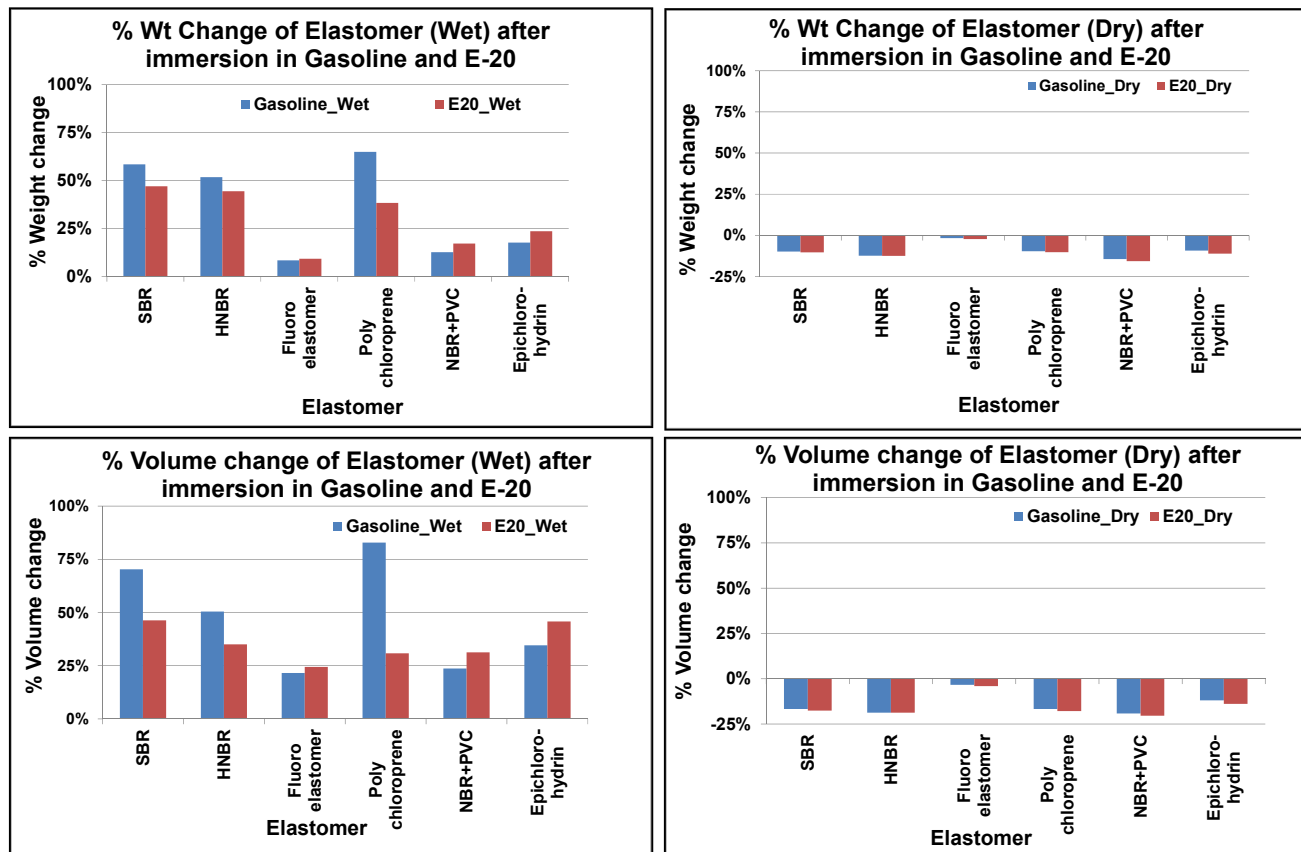 % Wt Change of Elastomer (Wet) after
immersion in Gasoline and E-20
100%
75%
50%
25%
0%
% Weight change
Gasoline_Wet
E20_Wet
SBR
HNBR
Fluoro
elastomer
Poly
chloroprene
NBR+PVC
Epichloro-
hydrin
Elastomer
% Wt Change of Elastomer (Dry) after
immersion in Gasoline and E-20
100%
75%
50%
25%
0%
-25%
% Weight change
Gasoline_Dry
E20_Dry
SBR
HNBR
Fluoro
elastomer
Poly
chloroprene
NBR+PVC
Epichloro-
hydrin
Elastomer
% Volume change of Elastomer (Wet) after
immersion in Gasoline and E-20
100%
75%
50%
25%
0%
% Volume change
Gasoline_Wet
E20_Wet
SBR
HNBR
Fluoro
elastomer
Poly
chloroprene
NBR+PVC
Epichloro-
hydrin
Elastomer
% Volume change of Elastomer (Dry) after
immersion in Gasoline and E-20
100%
75%
50%
25%
0%
-25%
% Volume change
Gasoline_Dry
E20_Dry
SBR
HNBR
Fluoro
elastomer
Poly
chloroprene
NBR+PVC
Epichloro-
hydrin
Elastomer